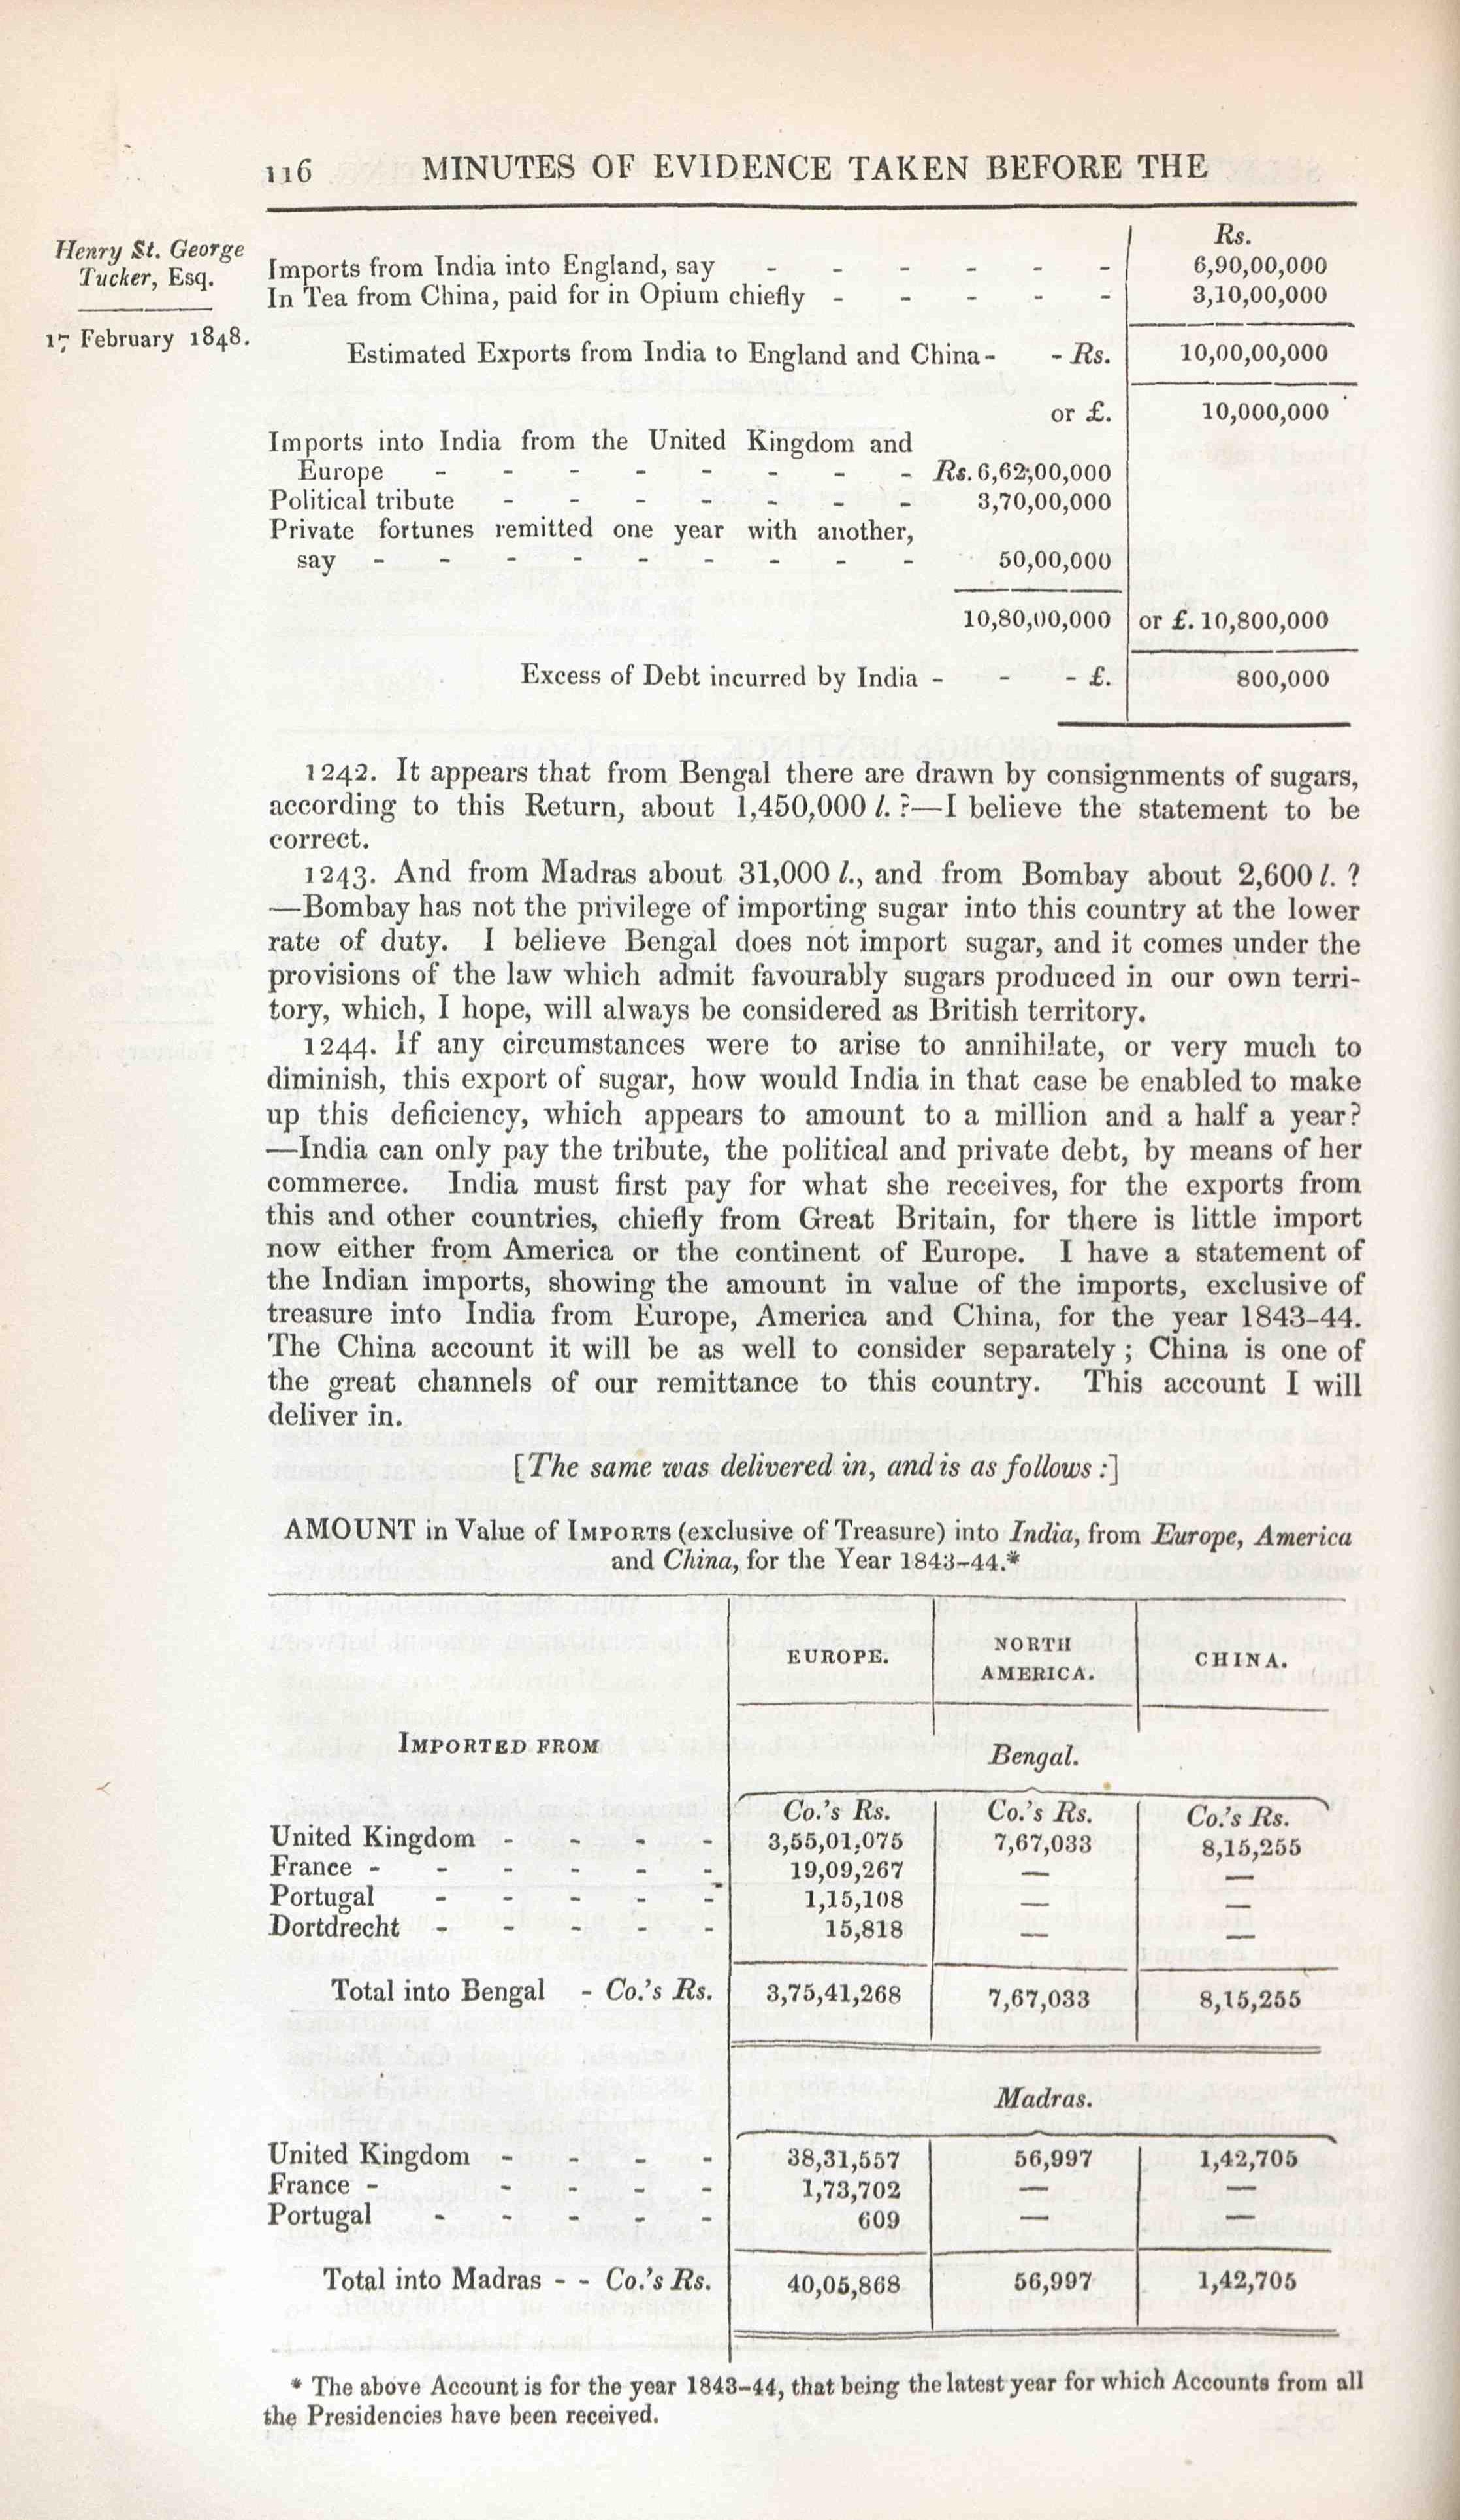 116 MINUTES OF EVIDENCE TAKEN BEFORE THE
Henry St. George
Tucker, Esq.
17 February 1848.
Rs.
Imports from India into England, say - - - - - - 6,90,00,000
In Tea from China, paid for in Opium chiefly - - - - - 3,10,00,000
Estimated Exports from India to England and China - - Rs. 10,00,00,000
or £. 10,000,000
Imports into India from the United Kingdom and
Europe - - - - - - - - Rs. 6,62,00,000
Political tribute - - - - - - - 3,70,00,000
Private fortunes remitted one year with another,
say - - - - - - - - - 50,00,000
10,80,00,000 or £. 10,800,000
Excess of Debt incurred by India - - - £. 800,000
1242. It appears that from Bengal there are drawn by consignments of sugars,
according to this Return, about 1,450,000 l. ?—I believe the statement to be
correct.
1243. And from Madras about 31,000 l., and from Bombay about 2,600 l. ?
—Bombay has not the privilege of importing sugar into this country at the lower
rate of duty. I believe Bengal does not import sugar, and it comes under the
provisions of the law which admit favourably sugars produced in our own terri-
tory, which, I hope, will always be considered as British territory.
1244. If any circumstances were to arise to annihilate, or very much to
diminish, this export of sugar, how would India in that case be enabled to make
up this deficiency, which appears to amount to a million and a half a year?
—India can only pay the tribute, the political and private debt, by means of her
commerce. India must first pay for what she receives, for the exports from
this and other countries, chiefly from Great Britain, for there is little import
now either from America or the continent of Europe. I have a statement of
the Indian imports, showing the amount in value of the imports, exclusive of
treasure into India from Europe, America and China, for the year 1843-44.
The China account it will be as well to consider separately ; China is one of
the great channels of our remittance to this country. This account I will
deliver in.
[The same was delivered in, and is as follows :]
AMOUNT in Value of IMPORTS (exclusive of Treasure) into India, from Europe, America
and China, for the Year 1843-44.*
IMPORTED FROM
EUROPE. NORTH AMERICA. CHINA.
Bengal.
Co.'s Rs. Co.'s Rs. Co.'s Rs.
United Kingdom - - - - 3,55,01,075 7,67,033 8,15,255
France - - - - - - 19,09,267 — —
Portugal - - - - - 1,15,108 — —
Dortdrecht - - - - - 15,818 — —
Total into Bengal - Co.'s Rs. 3,75,41,268 7,67,033 8,15,255
Madras.
United Kingdom - - - - 38,31,557 56,997 1,42,705
France - - - - - 1,73,702 — —
Portugal - - - - - 609 — —
Total into Madras - - Co.'s Rs. 40,05,868 56,997 1,42,705
* The above Account is for the year 1843-44, that being the latest year for which Accounts from all
the Presidencies have been received.